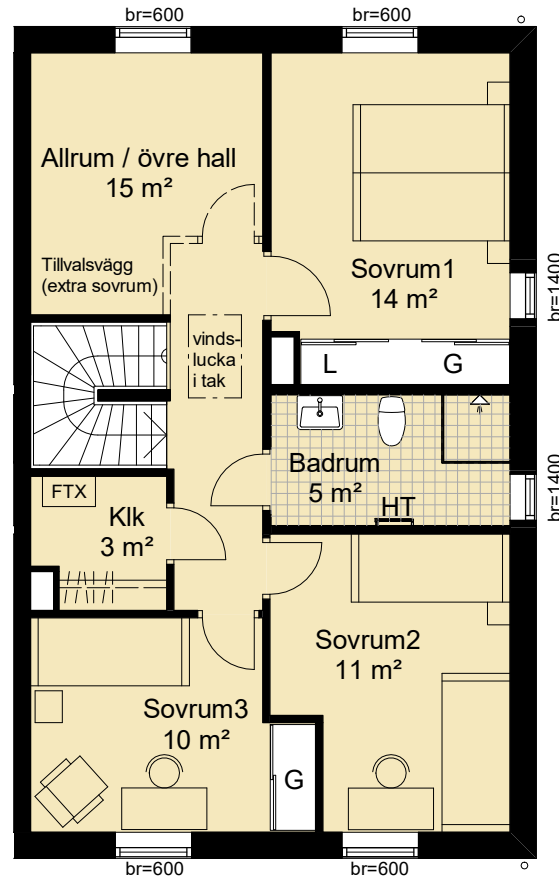 br=600
br=600
Allrum / övre hall
15 m²
Tillvalsvägg
(extra sovrum)
Sovrum1
14 m²
br=1400
vinds-
lucka
i tak
L
G
Badrum
5 m²
HT
br=1400
FTX
Klk
3 m²
Sovrum2
11 m²
Sovrum3
10 m²
G
br=600
br=600